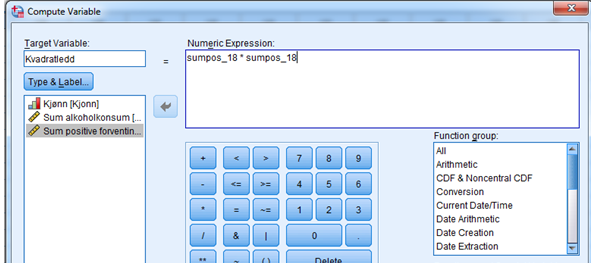 Compute Variable
Target Variable:
Numeric Expression:
Kvadratledd
=
sumpos_18 * sumpos_18
Type & Label...
Kjønn [Kjonn]
Sum alkoholkonsum [...
Sum positive forventin...
Function group:
All
Arithmetic
CDF & Noncentral CDF
Conversion
Current Date/Time
Date Arithmetic
Date Creation
Date Extraction
+ < > 7 8 9
- <= >= 4 5 6
* = ~= 1 2 3
/ & | 0 .
** ~ ( ) Delete